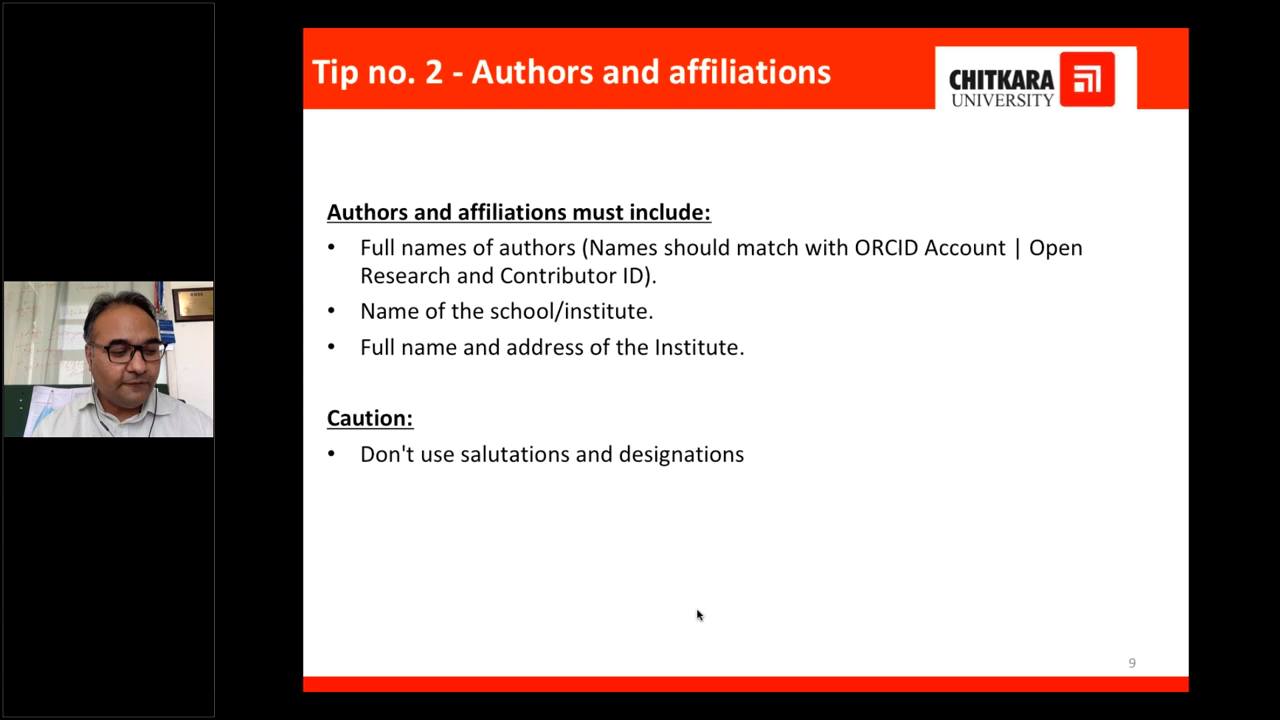 Tip no. 2 - Authors and affiliations
CHITKARA
UNIVERSITY
Authors and affiliations must include:
• Full names of authors (Names should match with ORCID Account | Open
Research and Contributor ID).
• Name of the school/institute.
• Full name and address of the Institute.
Caution:
• Don't use salutations and designations
9